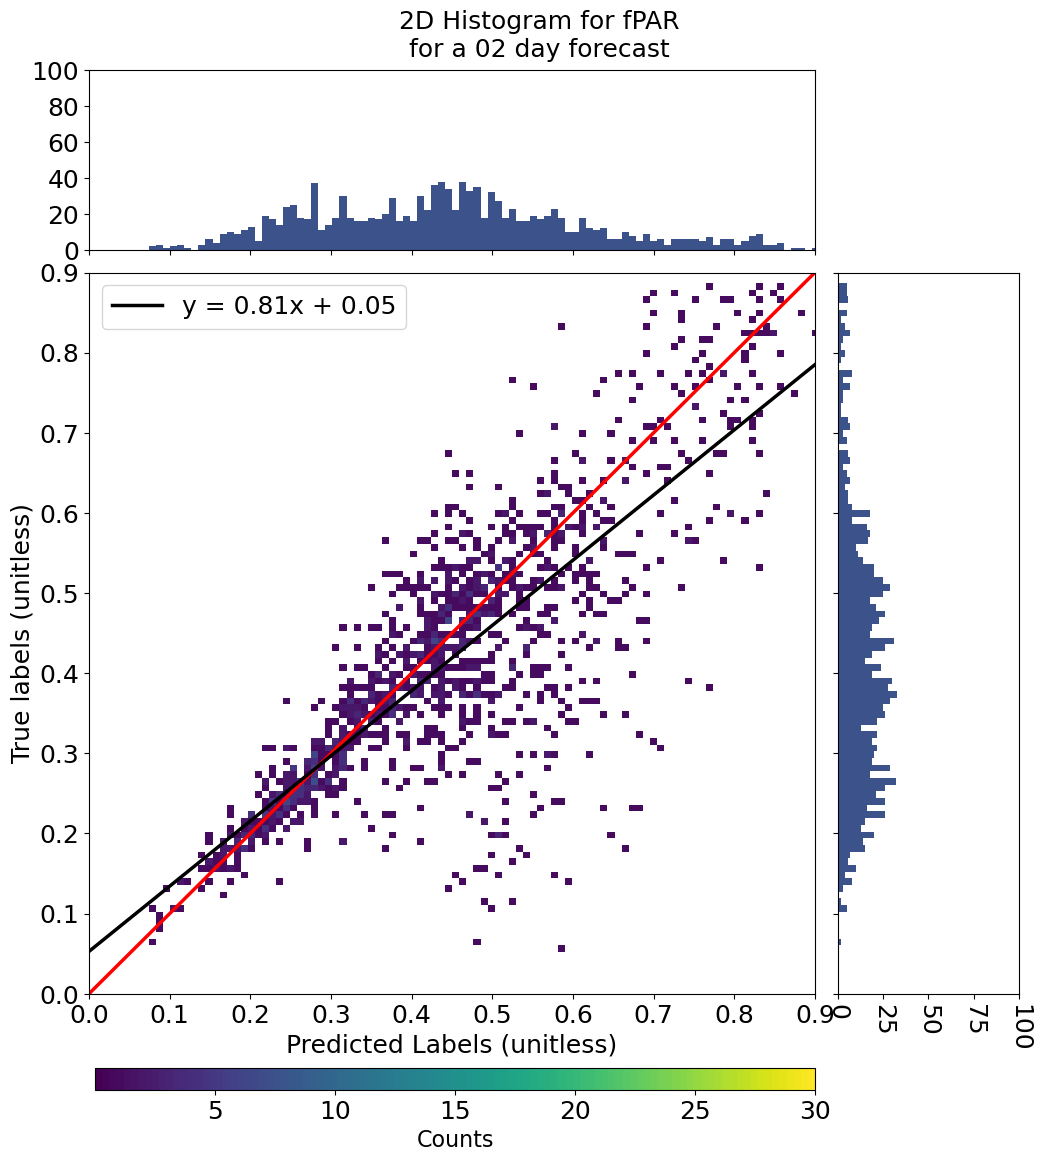 2D Histogram for fPAR
for a 02 day forecast
100
80
60
40
20
0
0.9
0.8
0.7
0.6
0.5
0.4
0.3
0.2
0.1
0.0
y = 0.81x + 0.05
True labels (unitless)
0.0 0.1 0.2 0.3 0.4 0.5 0.6 0.7 0.8 0.9
0 25 50 75 100
Predicted Labels (unitless)
5 10 15 20 25 30
Counts